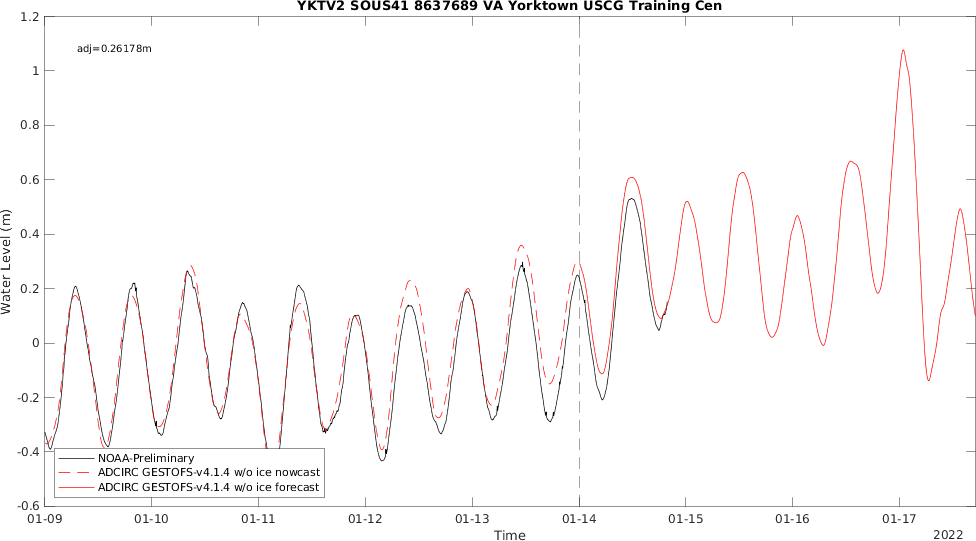 YKTV2 SOUS41 8637689 VA Yorktown USCG Training Cen
adj=0.26178m
1.2
1
0.8
0.6
0.4
0.2
0
-0.2
-0.4
-0.6
Water Level (m)
NOAA-Preliminary
ADCIRC GESTOFS-v4.1.4 w/o ice nowcast
ADCIRC GESTOFS-v4.1.4 w/o ice forecast
01-09 01-10 01-11 01-12 01-13 01-14 01-15 01-16 01-17
Time
2022